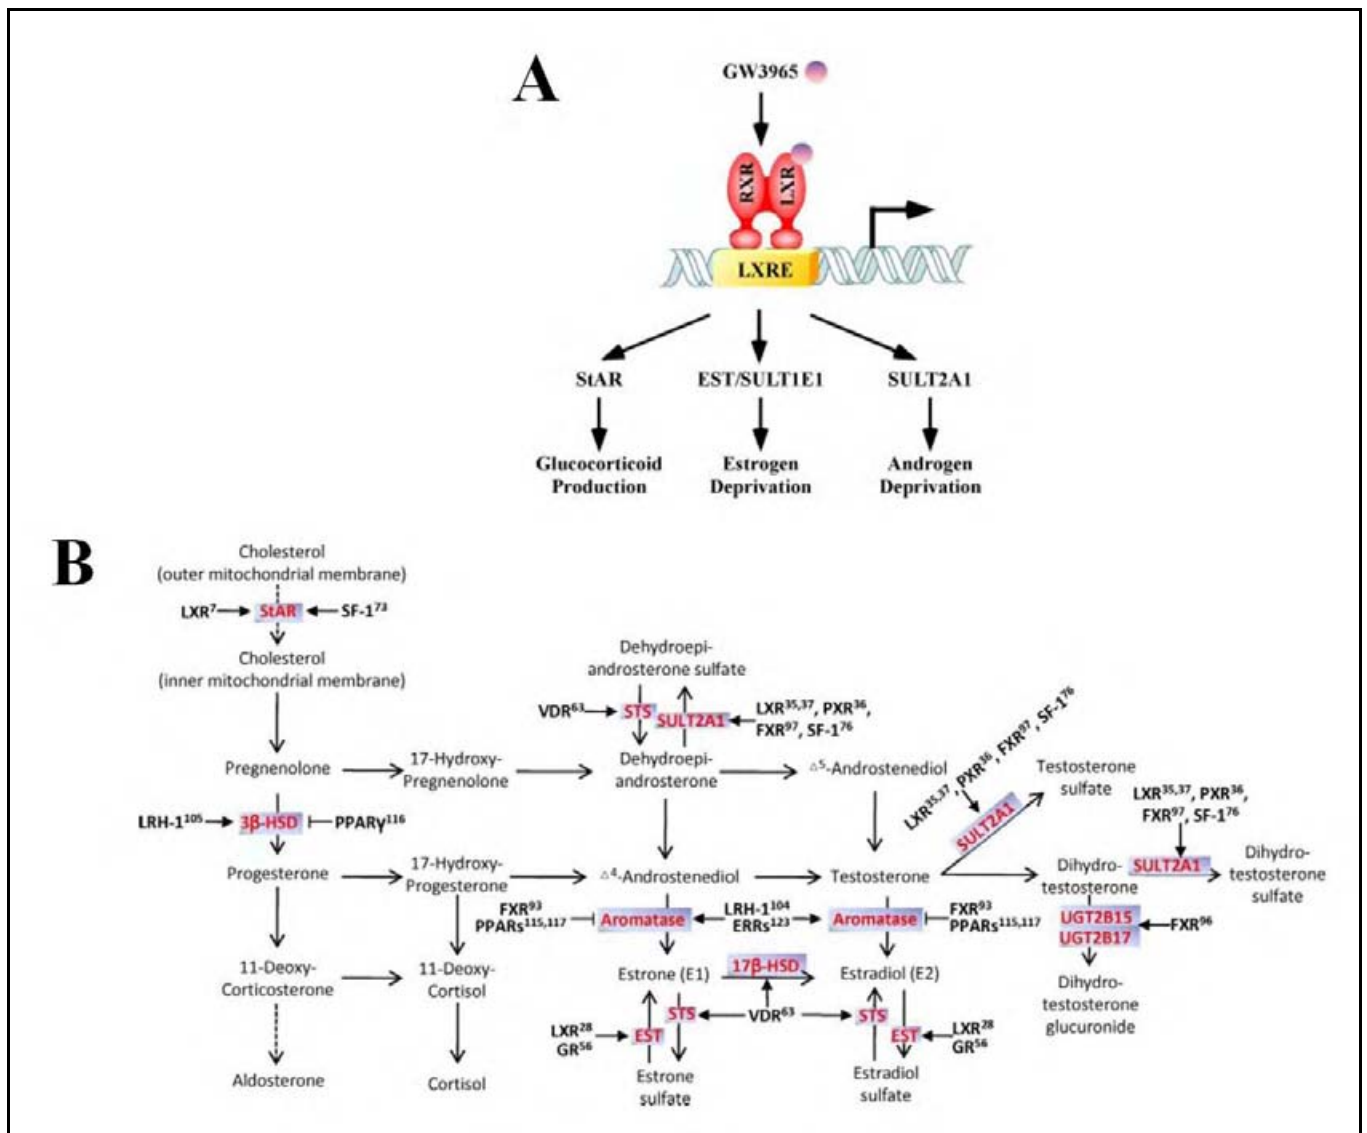 A
GW3965
RXR
LXR
LXRE
StAR
EST/SULT1E1
SULT2A1
Glucocorticoid
Production
Estrogen
Deprivation
Androgen
Deprivation
B
Cholesterol
(outer mitochondrial membrane)
LXR⁷
StAR
SF-1⁷³
Cholesterol
(inner mitochondrial membrane)
Dehydroepi-
androsterone sulfate
VDR⁶³
STS
SULT2A1
LXR³⁵,³⁷, PXR³⁶,
FXR⁹⁷, SF-1⁷⁶
Pregnenolone
17-Hydroxy-
Pregnenolone
Dehydroepi-
androsterone
△⁵-Androstenediol
LXR³⁵,³⁷, PXR³⁶, FXR⁹⁷, SF-1⁷⁶
SULT2A1
Testosterone
sulfate
LXR³⁵,³⁷, PXR³⁶,
FXR⁹⁷, SF-1⁷⁶
LRH-1¹⁰⁵
3β-HSD
PPARγ¹¹⁶
Progesterone
17-Hydroxy-
Progesterone
△⁴-Androstenediol
Testosterone
Dihydro-
testosterone
SULT2A1
Dihydro-
testosterone
sulfate
FXR⁹³
PPARs¹¹⁵,¹¹⁷
Aromatase
LRH-1¹⁰⁴
ERRs¹²³
Aromatase
FXR⁹³
PPARs¹¹⁵,¹¹⁷
UGT2B15
UGT2B17
FXR⁹⁶
11-Deoxy-
Corticosterone
11-Deoxy-
Cortisol
Estrone (E1)
17β-HSD
Estradiol (E2)
Dihydro-
testosterone
glucuronide
LXR²⁸
GR⁵⁶
EST
STS
VDR⁶³
STS
EST
LXR²⁸
GR⁵⁶
Aldosterone
Cortisol
Estrone
sulfate
Estradiol
sulfate